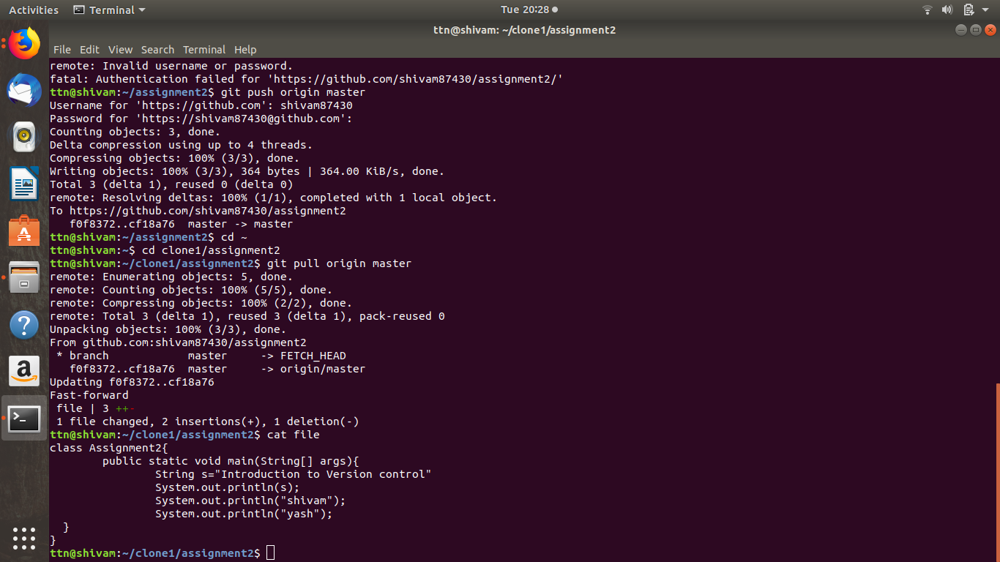 Activities Terminal Tue 20:28
ttn@shivam: ~/clone1/assignment2
File Edit View Search Terminal Help
remote: Invalid username or password.
fatal: Authentication failed for 'https://github.com/shivam87430/assignment2/'
ttn@shivam:~/assignment2$ git push origin master
Username for 'https://github.com': shivam87430
Password for 'https://shivam87430@github.com':
Counting objects: 3, done.
Delta compression using up to 4 threads.
Compressing objects: 100% (3/3), done.
Writing objects: 100% (3/3), 364 bytes | 364.00 KiB/s, done.
Total 3 (delta 1), reused 0 (delta 0)
remote: Resolving deltas: 100% (1/1), completed with 1 local object.
To https://github.com/shivam87430/assignment2
   f0f8372..cf18a76  master -> master
ttn@shivam:~/assignment2$ cd ~
ttn@shivam:~$ cd clone1/assignment2
ttn@shivam:~/clone1/assignment2$ git pull origin master
remote: Enumerating objects: 5, done.
remote: Counting objects: 100% (5/5), done.
remote: Compressing objects: 100% (2/2), done.
remote: Total 3 (delta 1), reused 3 (delta 1), pack-reused 0
Unpacking objects: 100% (3/3), done.
From github.com:shivam87430/assignment2
 * branch            master     -> FETCH_HEAD
   f0f8372..cf18a76  master     -> origin/master
Updating f0f8372..cf18a76
Fast-forward
 file | 3 ++-
 1 file changed, 2 insertions(+), 1 deletion(-)
ttn@shivam:~/clone1/assignment2$ cat file
class Assignment2{
        public static void main(String[] args){
                String s="Introduction to Version control"
                System.out.println(s);
                System.out.println("shivam");
                System.out.println("yash");
  }
}
ttn@shivam:~/clone1/assignment2$